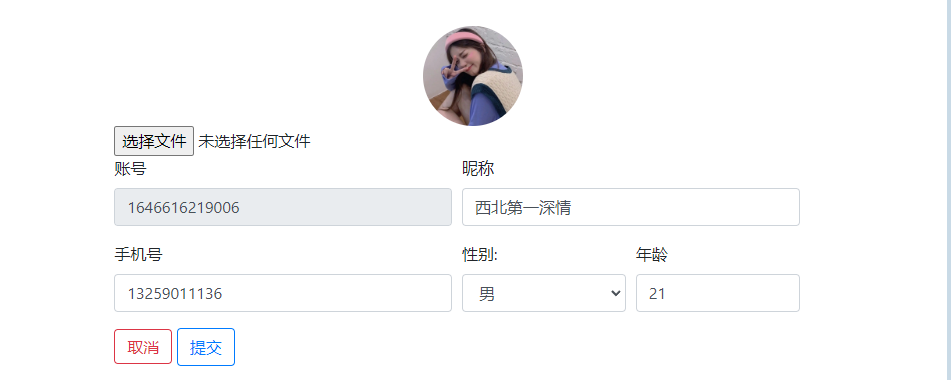 选择文件 未选择任何文件
账号 昵称
1646616219006 西北第一深情
手机号 性别: 年龄
13259011136 男 21
取消 提交